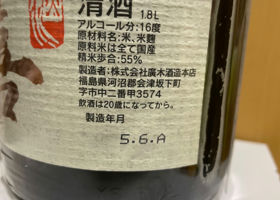 清酒 1.8L
アルコール分:16度
原材料名:米、米麹
原料米は全て国産
精米歩合:55%
製造者:株式会社廣木酒造本店
福島県河沼郡会津坂下町
字市中二番甲3574
飲酒は20歳になってから。
製造年月
5.6.A